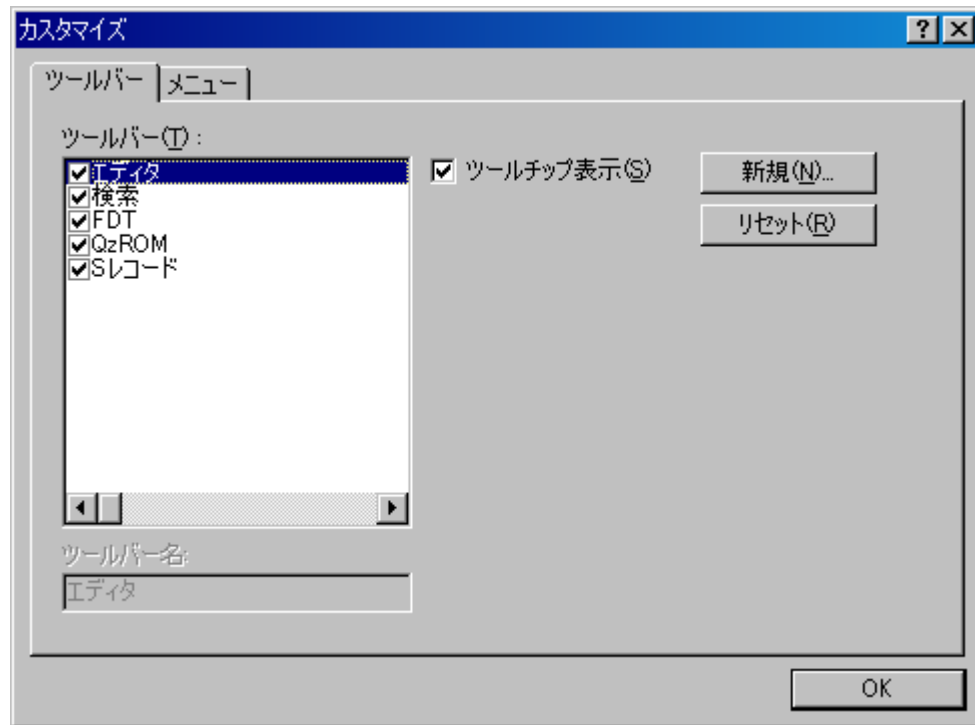 カスタマイズ
ツールバー
メニュー
ツールバー(T):
エディタ
検索
FDT
QzROM
Sレコード
ツールチップ表示(S)
新規(N)...
リセット(R)
ツールバー名:
エディタ
OK